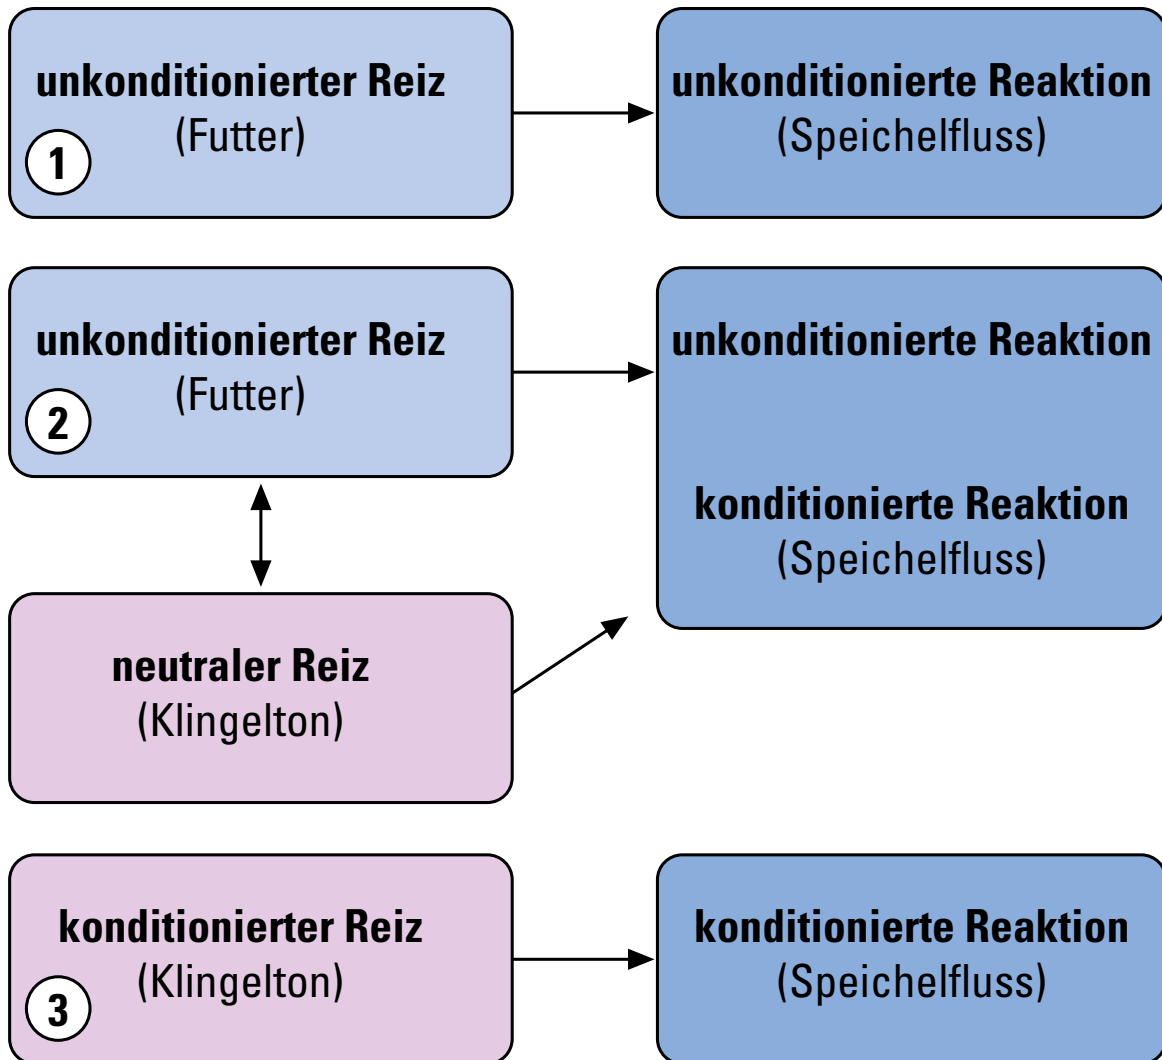 unkonditionierter Reiz
(Futter)
1
unkonditionierte Reaktion
(Speichelfluss)
unkonditionierter Reiz
(Futter)
2
unkonditionierte Reaktion
konditionierte Reaktion
(Speichelfluss)
neutraler Reiz
(Klingelton)
konditionierter Reiz
(Klingelton)
3
konditionierte Reaktion
(Speichelfluss)